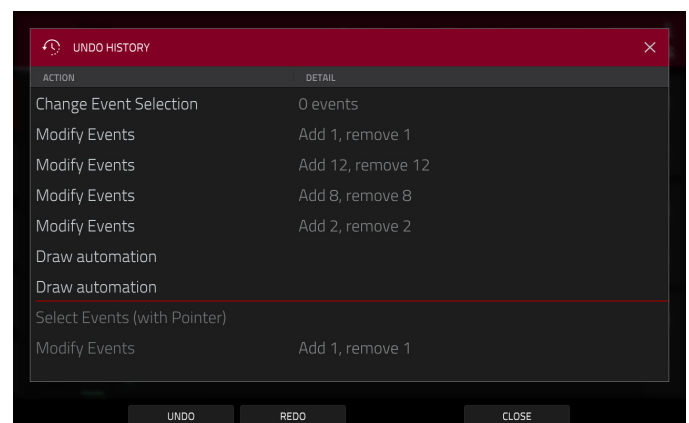 UNDO HISTORY
ACTION DETAIL
Change Event Selection 0 events
Modify Events Add 1, remove 1
Modify Events Add 12, remove 12
Modify Events Add 8, remove 8
Modify Events Add 2, remove 2
Draw automation
Draw automation
Select Events (with Pointer)
Modify Events Add 1, remove 1
UNDO REDO CLOSE